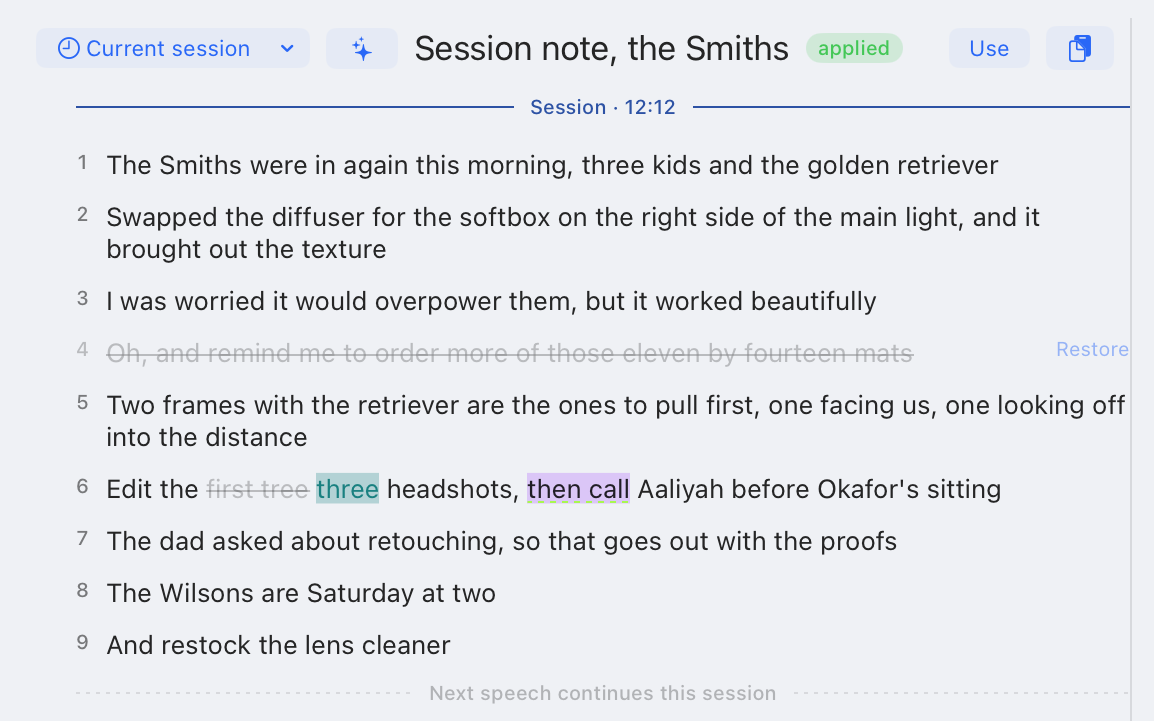 Current session
Session note, the Smiths
applied
Use
Session · 12:12
1 The Smiths were in again this morning, three kids and the golden retriever
2 Swapped the diffuser for the softbox on the right side of the main light, and it
brought out the texture
3 I was worried it would overpower them, but it worked beautifully
4 Oh, and remind me to order more of those eleven by fourteen mats
Restore
5 Two frames with the retriever are the ones to pull first, one facing us, one looking off
into the distance
6 Edit the first tree three headshots, then call Aaliyah before Okafor's sitting
7 The dad asked about retouching, so that goes out with the proofs
8 The Wilsons are Saturday at two
9 And restock the lens cleaner
Next speech continues this session